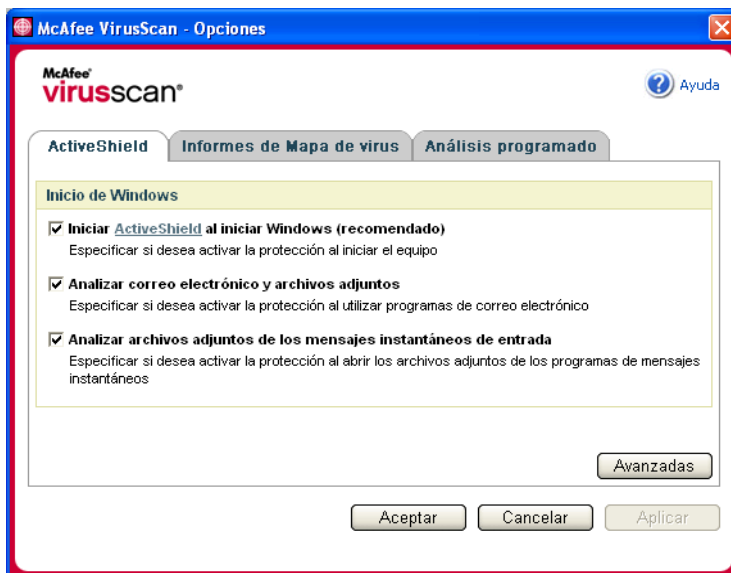 McAfee VirusScan - Opciones
McAfee®
virusscan®
Ayuda
ActiveShield
Informes de Mapa de virus
Análisis programado
Inicio de Windows
Iniciar ActiveShield al iniciar Windows (recomendado)
Especificar si desea activar la protección al iniciar el equipo
Analizar correo electrónico y archivos adjuntos
Especificar si desea activar la protección al utilizar programas de correo electrónico
Analizar archivos adjuntos de los mensajes instantáneos de entrada
Especificar si desea activar la protección al abrir los archivos adjuntos de los programas de mensajes
instantáneos
Avanzadas
Aceptar
Cancelar
Aplicar